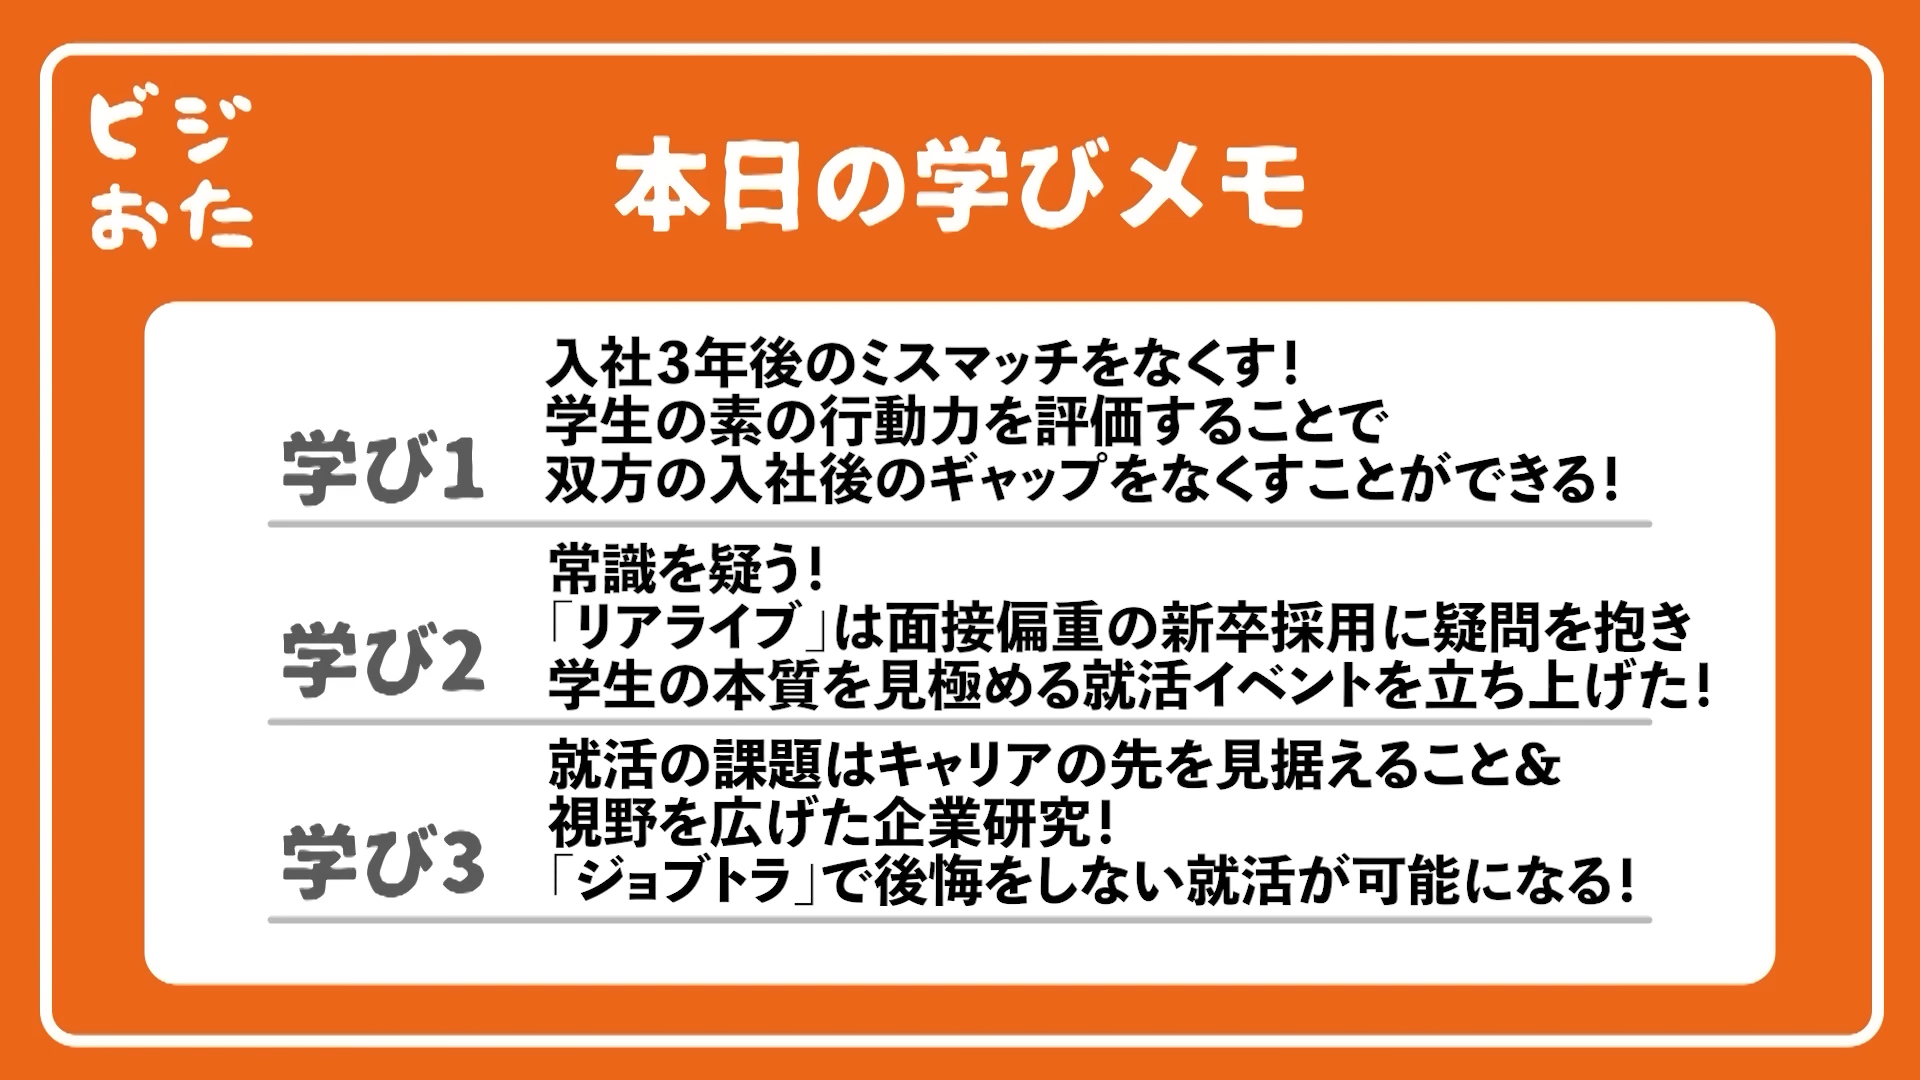 ビジ
おた
本日の学びメモ
学び1
入社3年後のミスマッチをなくす!
学生の素の行動力を評価することで
双方の入社後のギャップをなくすことができる!
学び2
常識を疑う!
「リアライブ」は面接偏重の新卒採用に疑問を抱き
学生の本質を見極める就活イベントを立ち上げた!
学び3
就活の課題はキャリアの先を見据えること&
視野を広げた企業研究!
「ジョブトラ」で後悔をしない就活が可能になる!